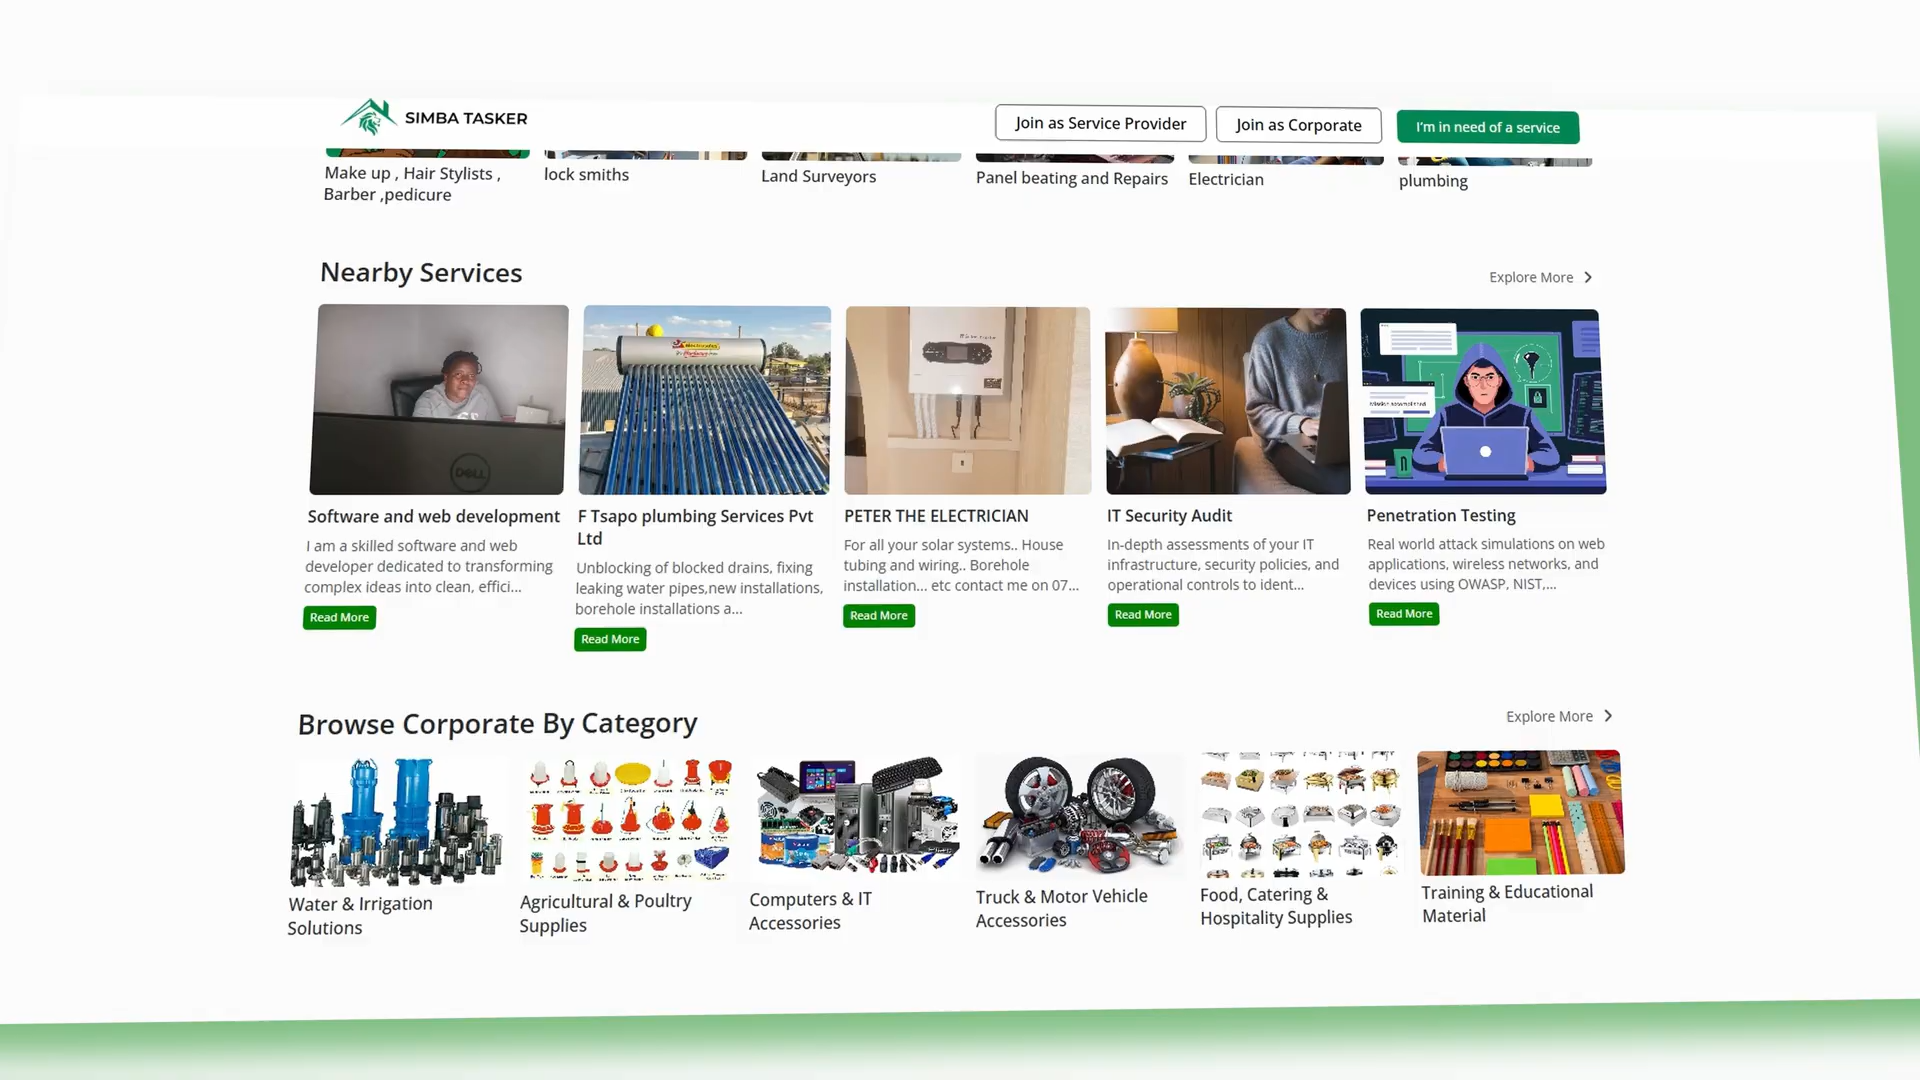 SIMBA TASKER
Join as Service Provider
Join as Corporate
I'm in need of a service
Make up , Hair Stylists ,
Barber ,pedicure
lock smiths
Land Surveyors
Panel beating and Repairs
Electrician
plumbing
Nearby Services
Explore More
DELL
Software and web development
I am a skilled software and web
developer dedicated to transforming
complex ideas into clean, effici...
Read More
F Tsapo plumbing Services Pvt
Ltd
Unblocking of blocked drains, fixing
leaking water pipes,new installations,
borehole installations a...
Read More
PETER THE ELECTRICIAN
For all your solar systems.. House
tubing and wiring.. Borehole
installation... etc contact me on 07...
Read More
IT Security Audit
In-depth assessments of your IT
infrastructure, security policies, and
operational controls to ident...
Read More
Penetration Testing
Real world attack simulations on web
applications, wireless networks, and
devices using OWASP, NIST,...
Read More
Browse Corporate By Category
Explore More
Water & Irrigation
Solutions
Agricultural & Poultry
Supplies
Computers & IT
Accessories
Truck & Motor Vehicle
Accessories
Food, Catering &
Hospitality Supplies
Training & Educational
Material